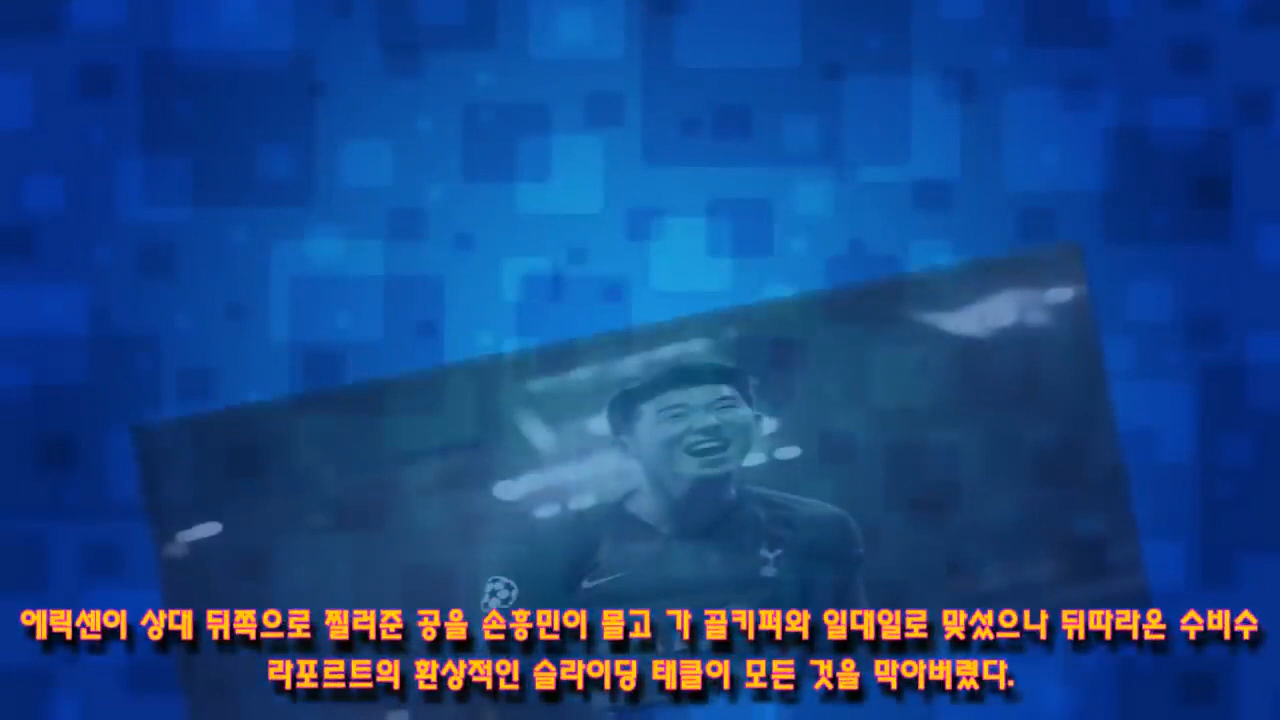 에릭센이 상대 뒤쪽으로 찔러준 공을 손흥민이 몰고 가 골키퍼와 일대일로 맞섰으나 뒤따라온 수비수
라포르트의 환상적인 슬라이딩 태클이 모든 것을 막아버렸다.